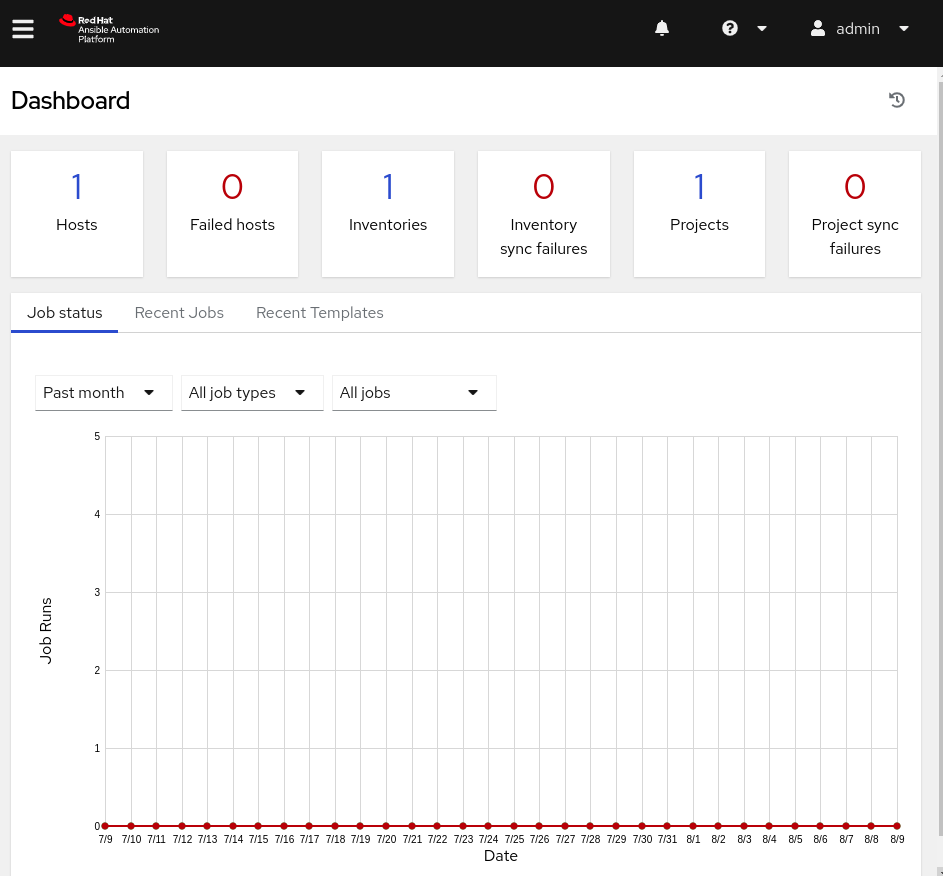 Red Hat
Ansible Automation
Platform
admin
Dashboard
1
Hosts
0
Failed hosts
1
Inventories
0
Inventory
sync failures
1
Projects
0
Project sync
failures
Job status Recent Jobs Recent Templates
Past month All job types All jobs
5
4
3
2
1
0
Job Runs
7/9 7/10 7/11 7/12 7/13 7/14 7/15 7/16 7/17 7/18 7/19 7/20 7/21 7/22 7/23 7/24 7/25 7/26 7/27 7/28 7/29 7/30 7/31 8/1 8/2 8/3 8/4 8/5 8/6 8/7 8/8 8/9
Date